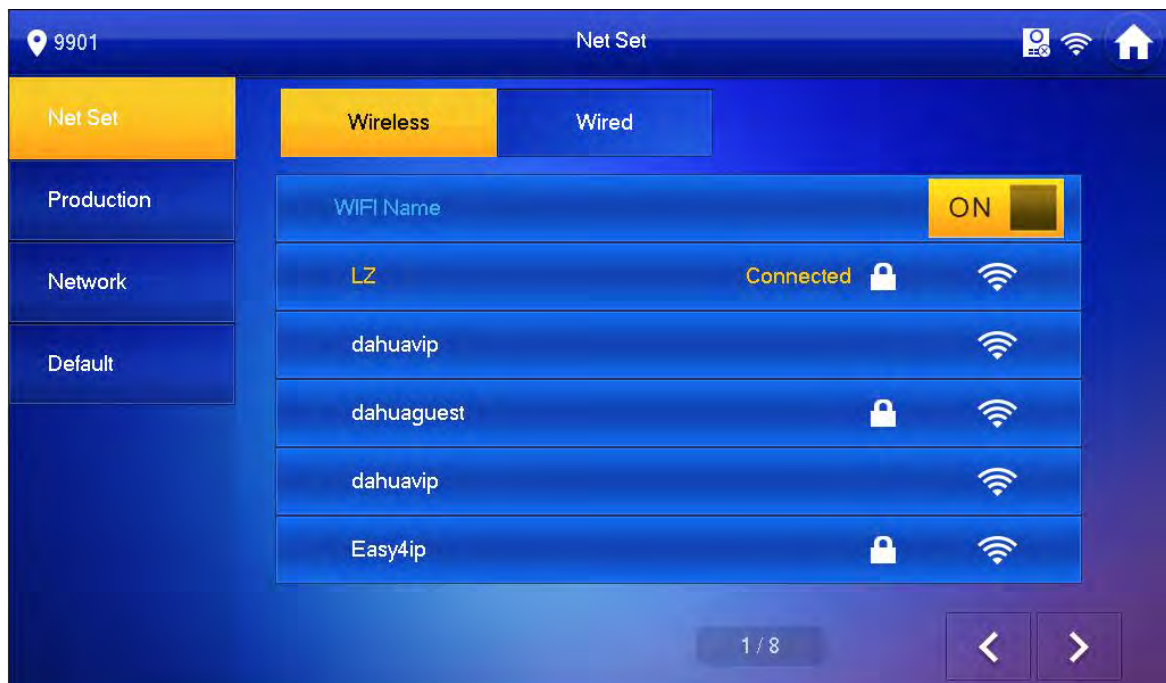 9901
Net Set
Net Set
Production
Network
Default
Wireless
Wired
WIFI Name
ON
LZ
Connected
dahuavip
dahuaguest
dahuavip
Easy4ip
1 / 8